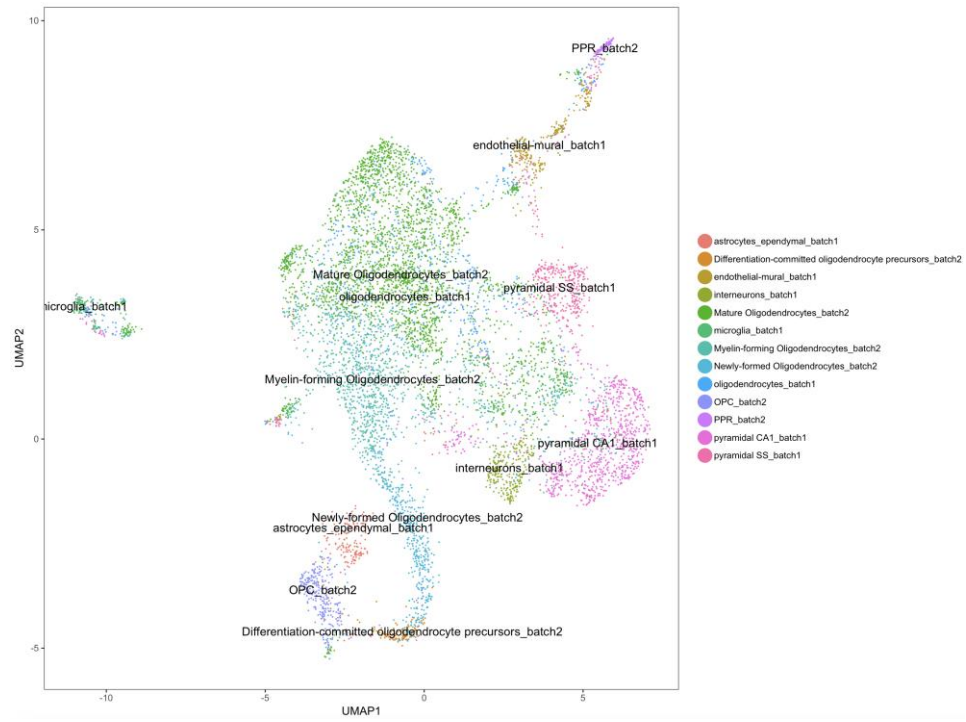 10
PPR_batch2
endothelial-mural_batch1
5
Mature Oligodendrocytes_batch2
pyramidal SS_batch1
oligodendrocytes_batch1
microglia_batch1
UMAP2
Myelin-forming Oligodendrocytes_batch2
0
pyramidal CA1_batch1
interneurons_batch1
Newly-formed Oligodendrocytes_batch2
astrocytes_ependymal_batch1
OPC_batch2
Differentiation-committed oligodendrocyte precursors_batch2
-5
-10 -5 0 5
UMAP1
astrocytes_ependymal_batch1
Differentiation-committed oligodendrocyte precursors_batch2
endothelial-mural_batch1
interneurons_batch1
Mature Oligodendrocytes_batch2
microglia_batch1
Myelin-forming Oligodendrocytes_batch2
Newly-formed Oligodendrocytes_batch2
oligodendrocytes_batch1
OPC_batch2
PPR_batch2
pyramidal CA1_batch1
pyramidal SS_batch1